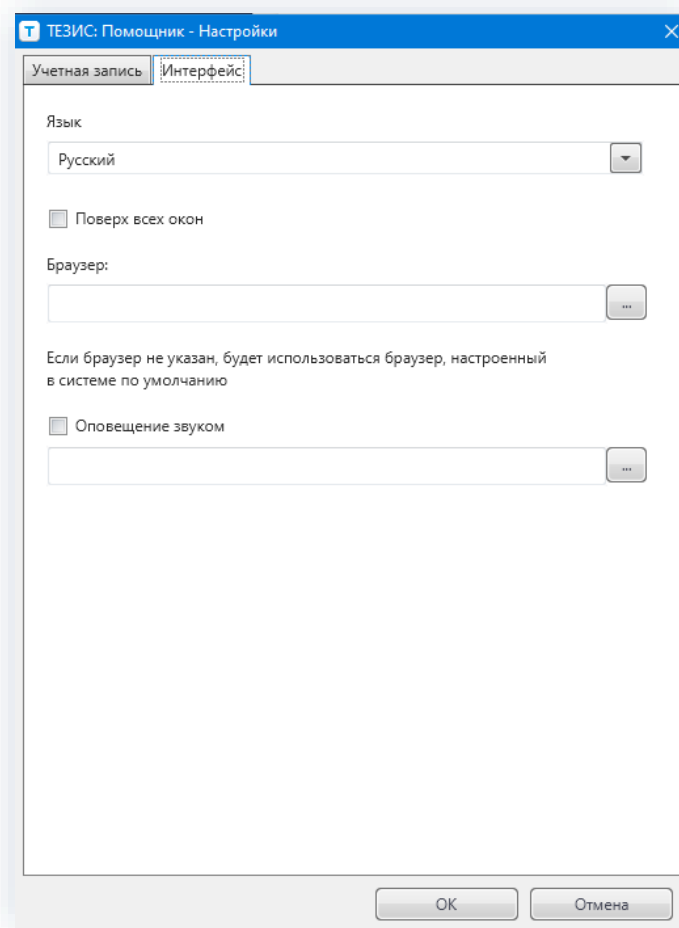 T ТЕЗИС: Помощник - Настройки
Учетная запись Интерфейс
Язык
Русский
Поверх всех окон
Браузер:
...
Если браузер не указан, будет использоваться браузер, настроенный
в системе по умолчанию
Оповещение звуком
...
ОК Отмена